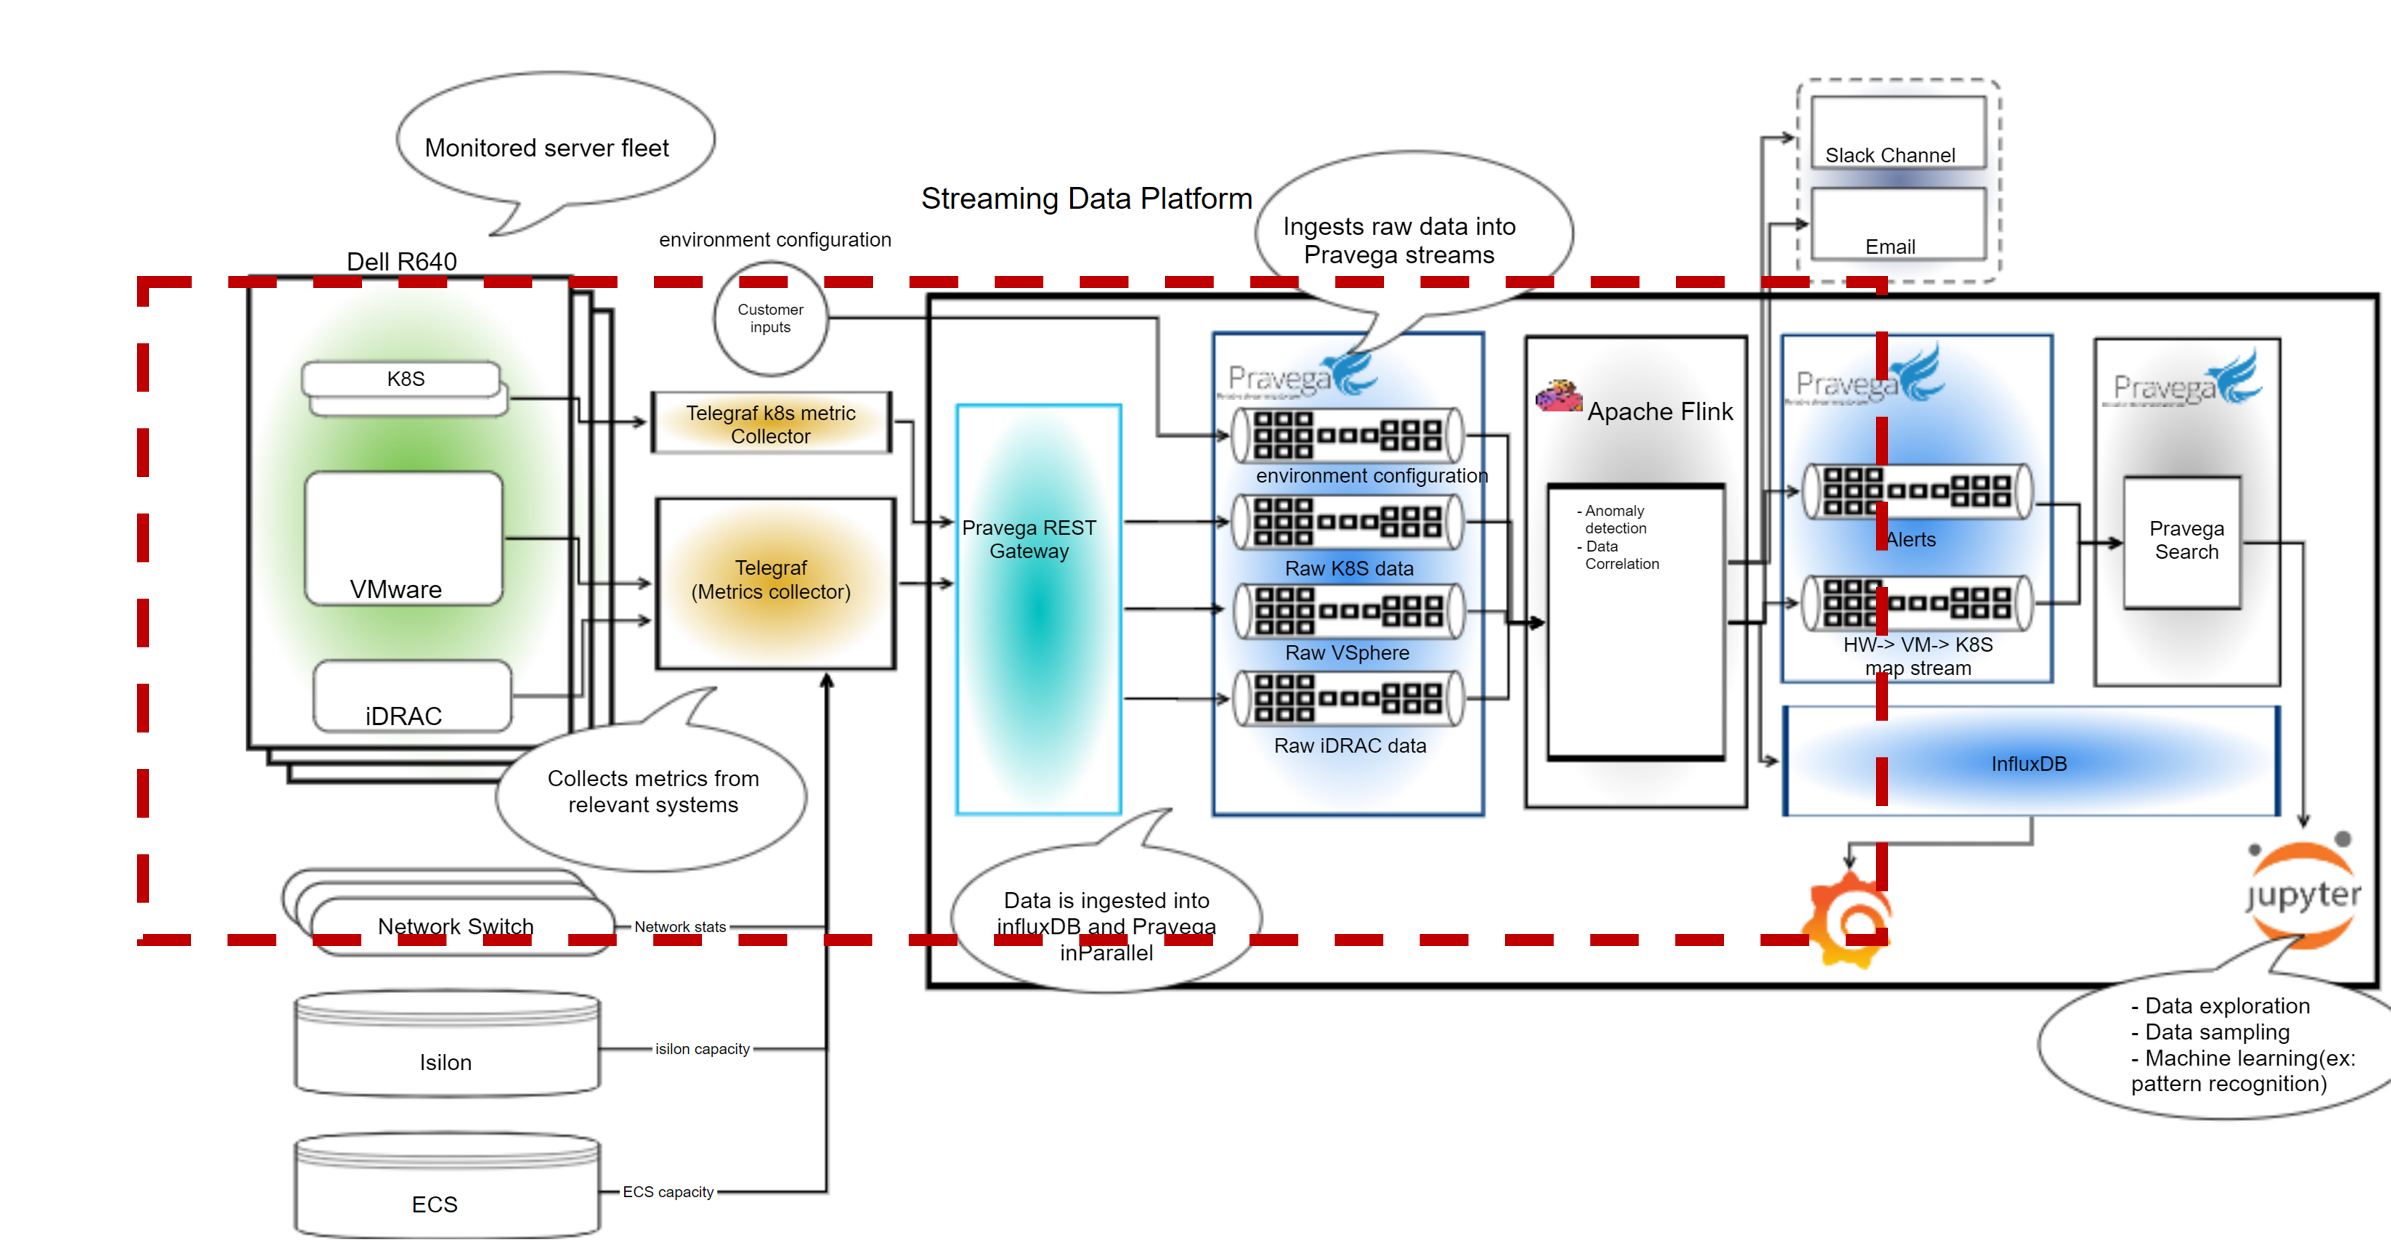 Monitored server fleet
Streaming Data Platform
Ingests raw data into
Pravega streams
Slack Channel
Email
environment configuration
Dell R640
Customer
inputs
K8S
VMware
iDRAC
Telegraf k8s metric
Collector
Telegraf
(Metrics collector)
Collects metrics from
relevant systems
Network Switch
Network stats
Isilon
isilon capacity
ECS
ECS capacity
Pravega REST
Gateway
Pravega
environment configuration
Raw K8S data
Raw VSphere
Raw iDRAC data
Data is ingested into
influxDB and Pravega
inParallel
Apache Flink
- Anomaly
detection
- Data
Correlation
Pravega
Alerts
HW-> VM-> K8S
map stream
Pravega
Pravega
Search
InfluxDB
jupyter
- Data exploration
- Data sampling
- Machine learning(ex:
pattern recognition)